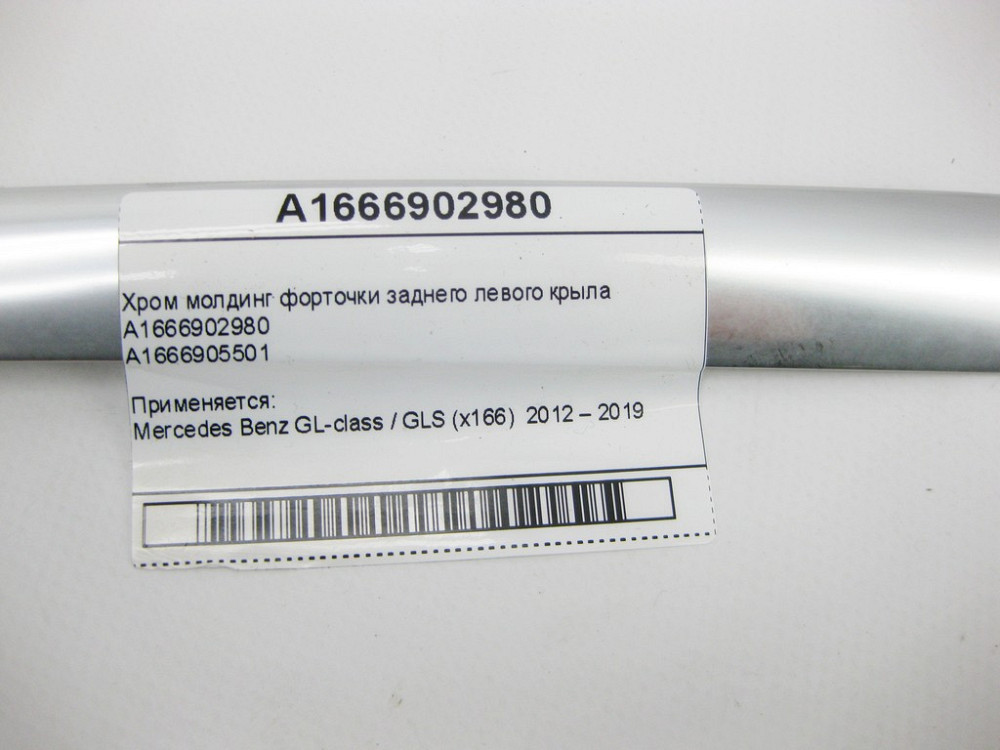 A1666902980
Хром молдинг форточки заднего левого крыла
A1666902980
A1666905501
Применяется:
Mercedes Benz GL-class / GLS (x166) 2012 – 2019